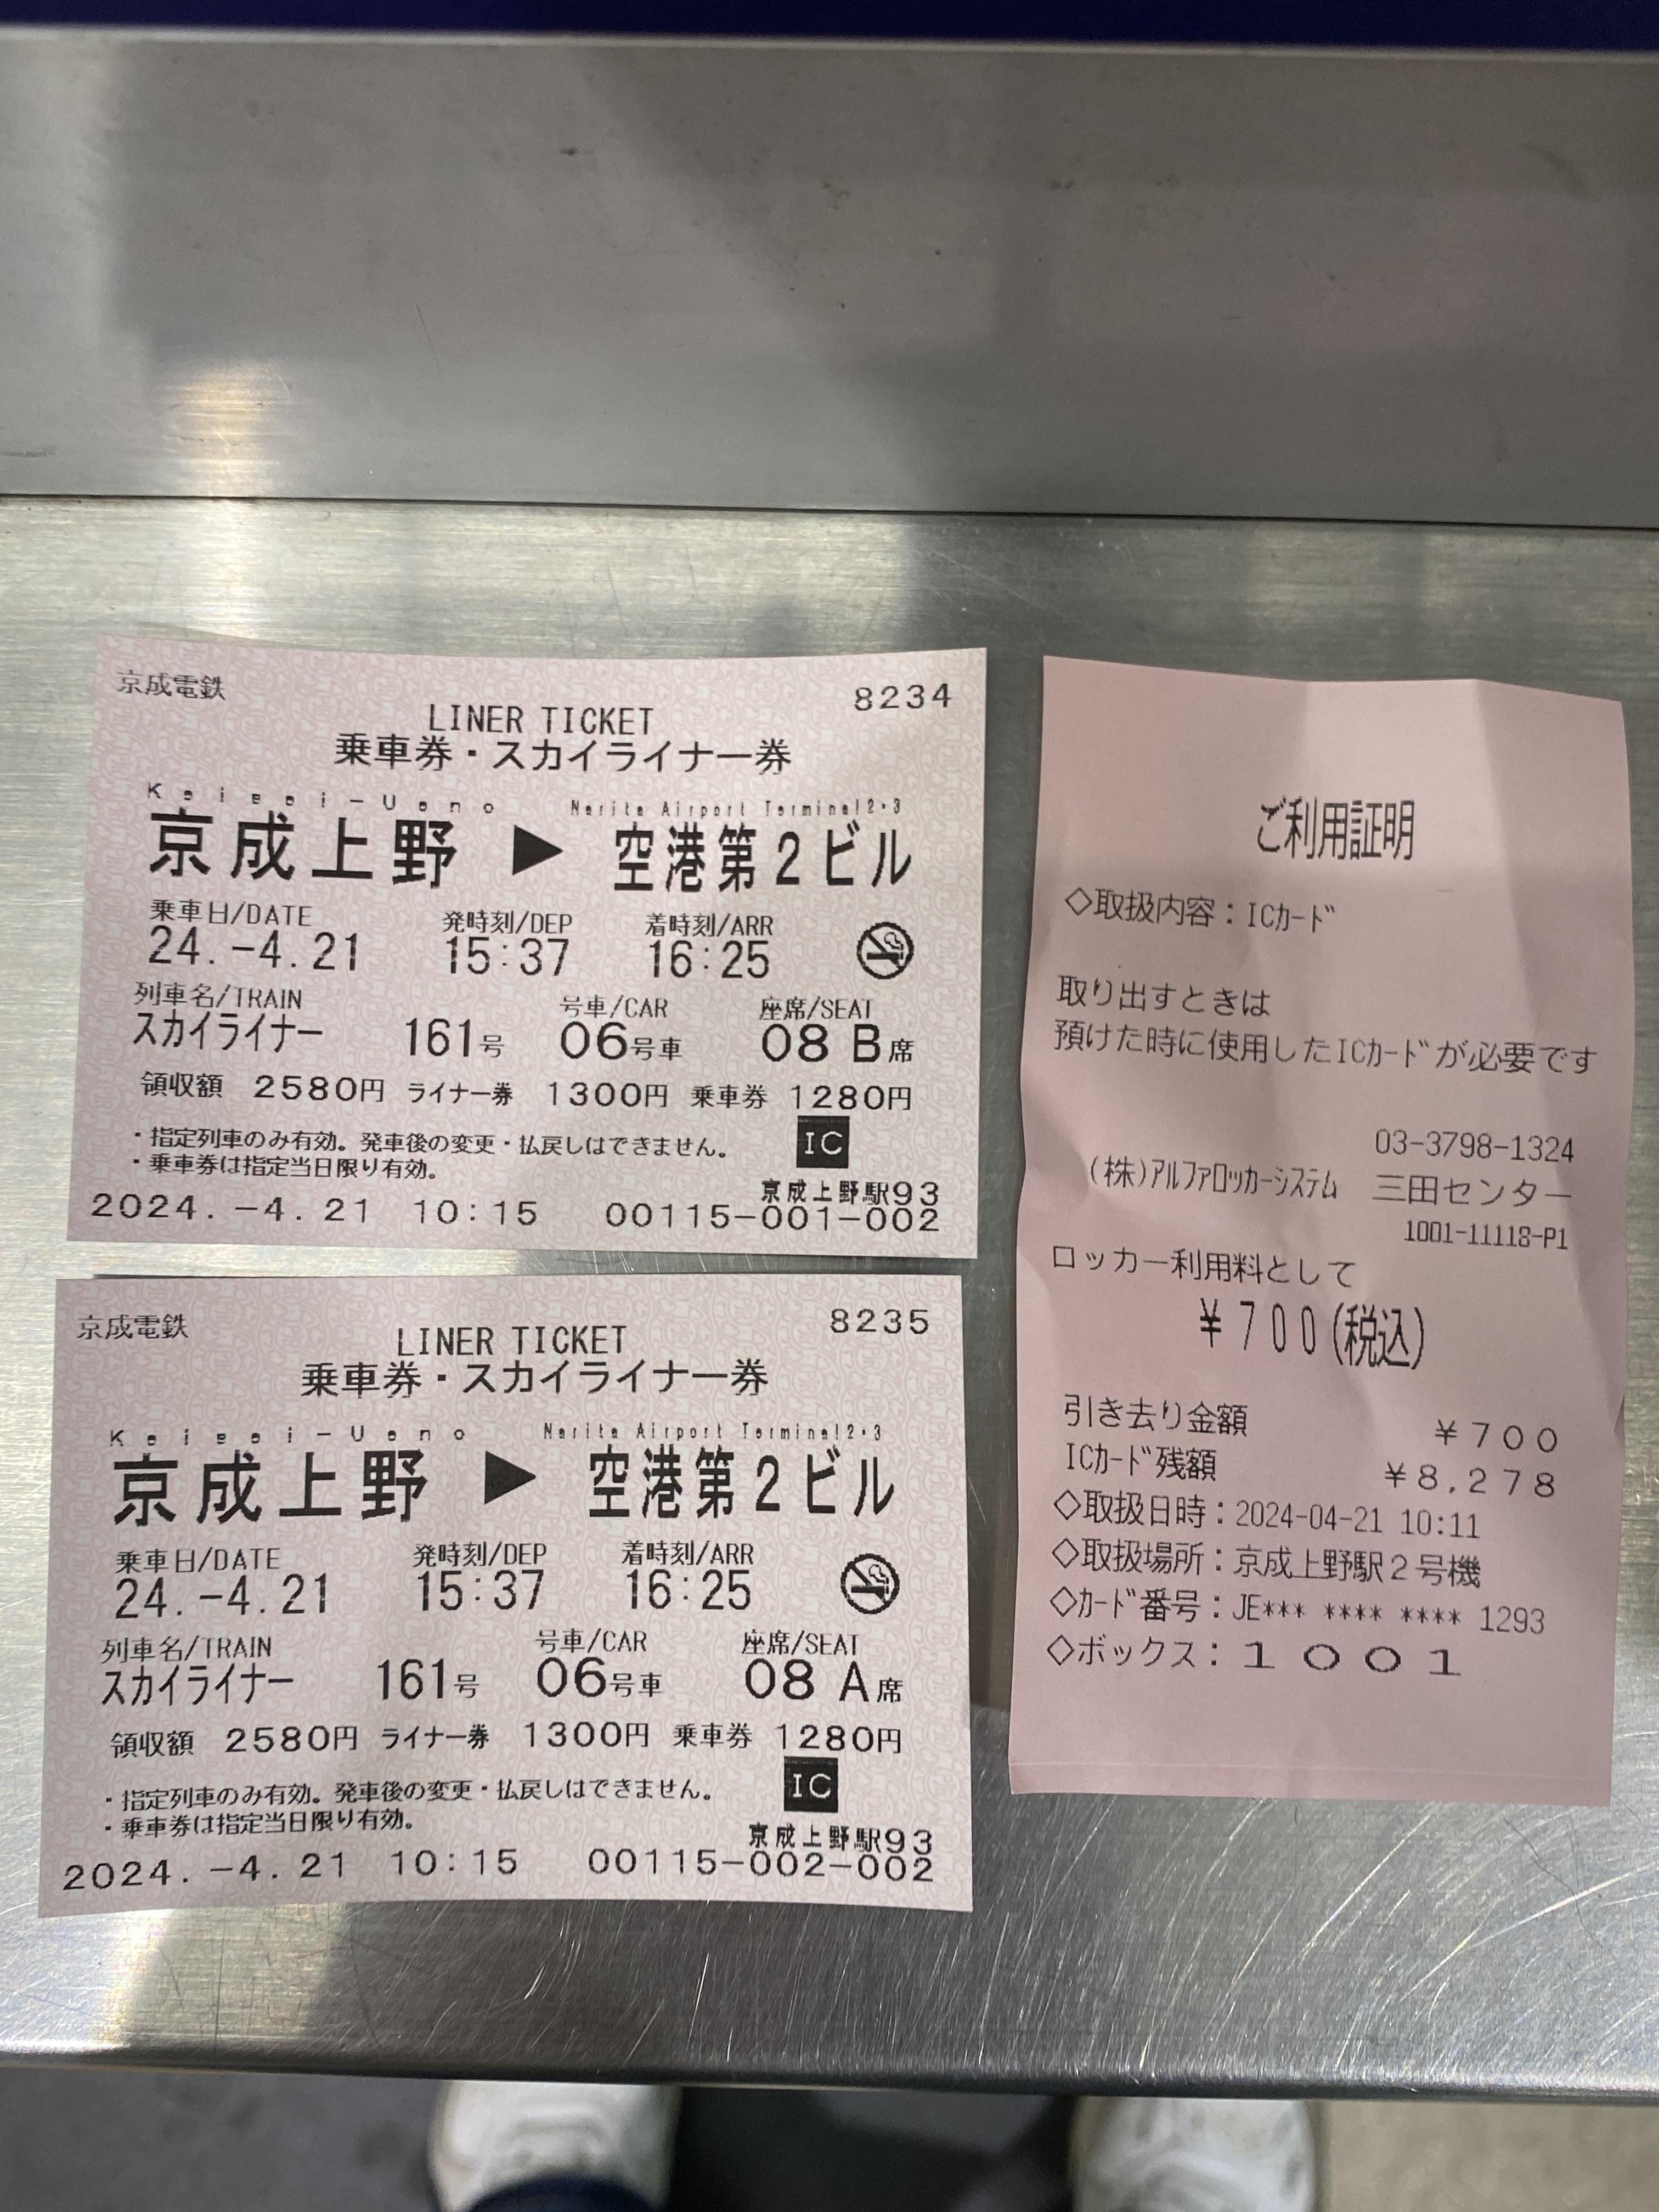 京成電鉄
8234
LINER TICKET
乗車券・スカイライナー券
Keisei-Ueno Narita Airport Terminal2・3
京成上野 ▶ 空港第2ビル
乗車日/DATE 発時刻/DEP 着時刻/ARR
24.-4.21 15:37 16:25
列車名/TRAIN 号車/CAR 座席/SEAT
スカイライナー 161号 06号車 08 B席
領収額 2580円 ライナー券 1300円 乗車券 1280円
・指定列車のみ有効。発車後の変更・払戻しはできません。
・乗車券は指定当日限り有効。
IC
京成上野駅93
2024.-4.21 10:15 00115-001-002
京成電鉄
8235
LINER TICKET
乗車券・スカイライナー券
Keisei-Ueno Narita Airport Terminal2・3
京成上野 ▶ 空港第2ビル
乗車日/DATE 発時刻/DEP 着時刻/ARR
24.-4.21 15:37 16:25
列車名/TRAIN 号車/CAR 座席/SEAT
スカイライナー 161号 06号車 08 A席
領収額 2580円 ライナー券 1300円 乗車券 1280円
・指定列車のみ有効。発車後の変更・払戻しはできません。
・乗車券は指定当日限り有効。
IC
京成上野駅93
2024.-4.21 10:15 00115-002-002
ご利用証明
◇取扱内容：ICｶｰﾄﾞ
取り出すときは
預けた時に使用したICｶｰﾄﾞが必要です
03-3798-1324
(株)ｱﾙﾌｧﾛｯｶｰｼｽﾃﾑ 三田センター
1001-11118-P1
ロッカー利用料として
￥700(税込)
引き去り金額 ￥700
ICｶｰﾄﾞ残額 ￥8,278
◇取扱日時：2024-04-21 10:11
◇取扱場所：京成上野駅２号機
◇ｶｰﾄﾞ番号：JE*** **** **** 1293
◇ボックス：１００１